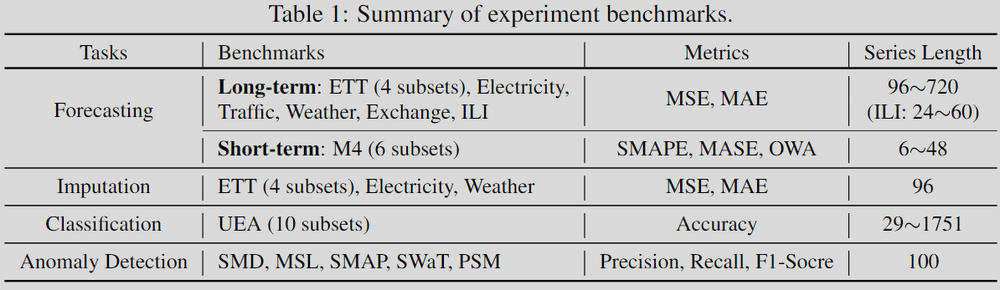 Table 1: Summary of experiment benchmarks.
Tasks Benchmarks Metrics Series Length
Forecasting
Long-term: ETT (4 subsets), Electricity,
Traffic, Weather, Exchange, ILI
MSE, MAE
96∼720
(ILI: 24∼60)
Short-term: M4 (6 subsets) SMAPE, MASE, OWA 6∼48
Imputation ETT (4 subsets), Electricity, Weather MSE, MAE 96
Classification UEA (10 subsets) Accuracy 29∼1751
Anomaly Detection SMD, MSL, SMAP, SWaT, PSM Precision, Recall, F1-Socre 100